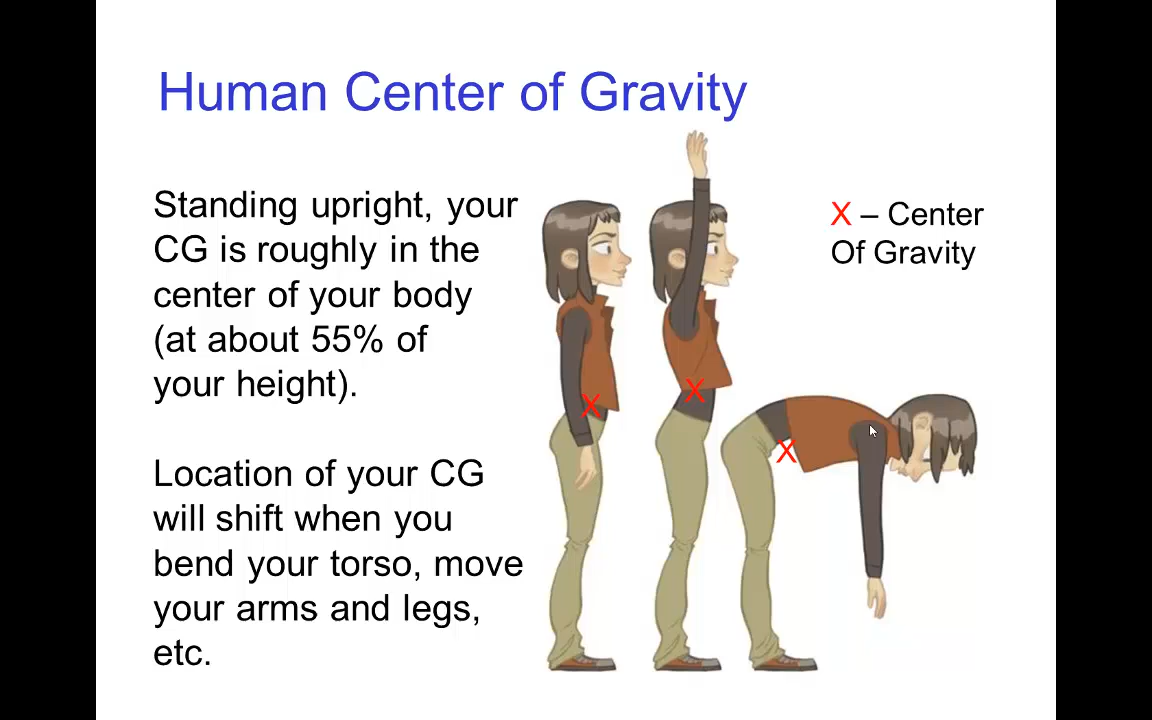 Human Center of Gravity
Standing upright, your
CG is roughly in the
center of your body
(at about 55% of
your height).
Location of your CG
will shift when you
bend your torso, move
your arms and legs,
etc.
X – Center
Of Gravity
X
X
X